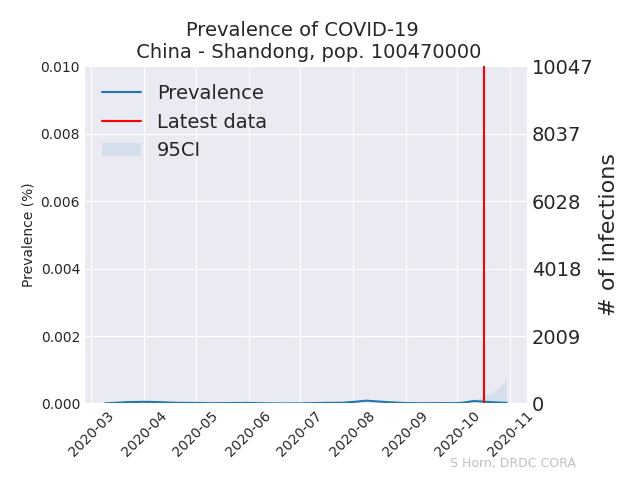 Prevalence of COVID-19
China - Shandong, pop. 100470000
Prevalence
Latest data
95CI
Prevalence (%)
0.010
0.008
0.006
0.004
0.002
0.000
10047
8037
6028
4018
2009
0
# of infections
2020-03
2020-04
2020-05
2020-06
2020-07
2020-08
2020-09
2020-10
2020-11
S Horn, DRDC CORA